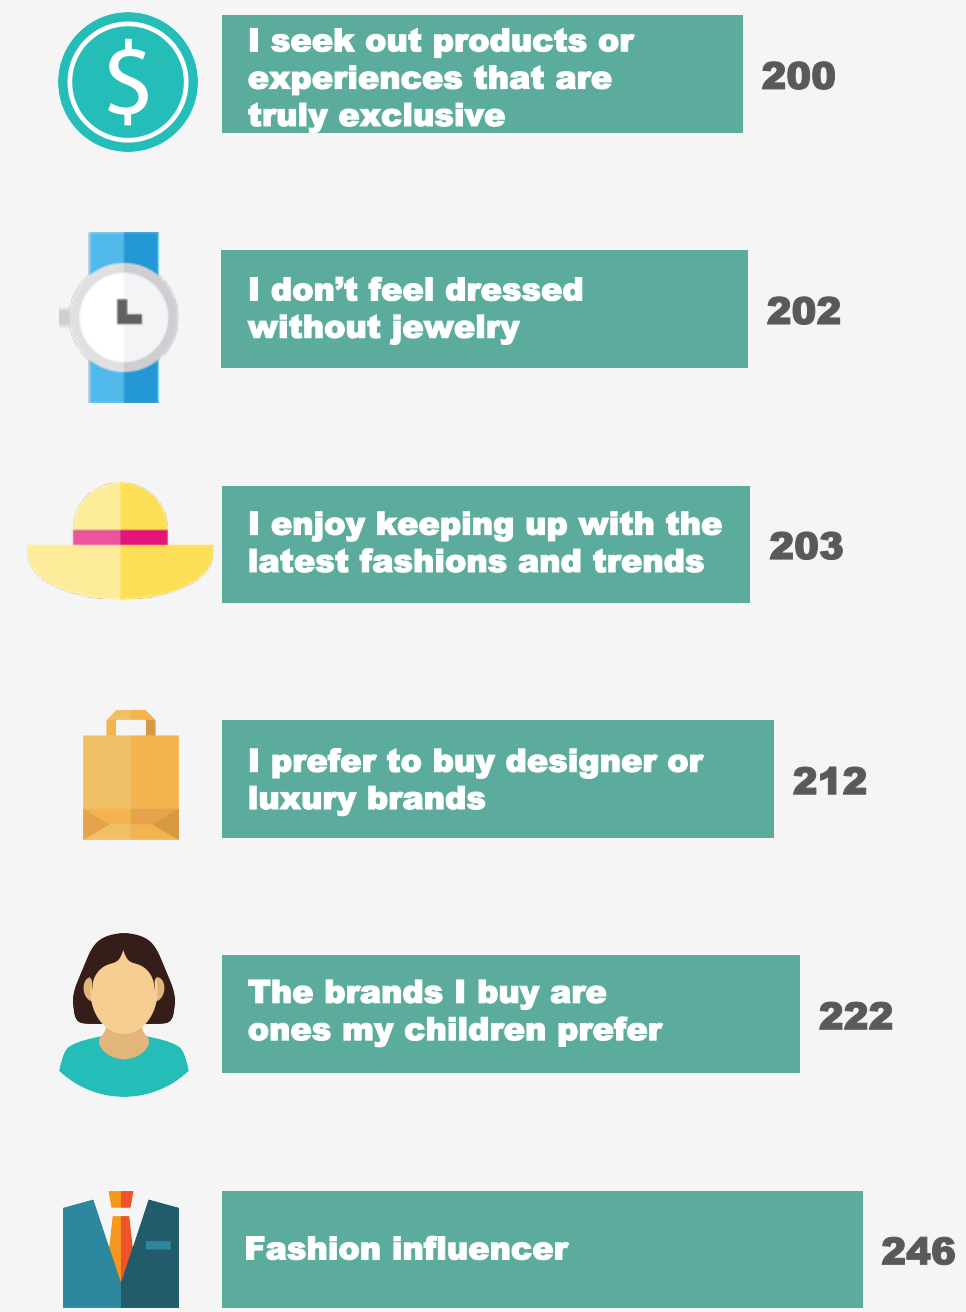 $
I seek out products or
experiences that are
truly exclusive
200
I don’t feel dressed
without jewelry
202
I enjoy keeping up with the
latest fashions and trends
203
I prefer to buy designer or
luxury brands
212
The brands I buy are
ones my children prefer
222
Fashion influencer
246